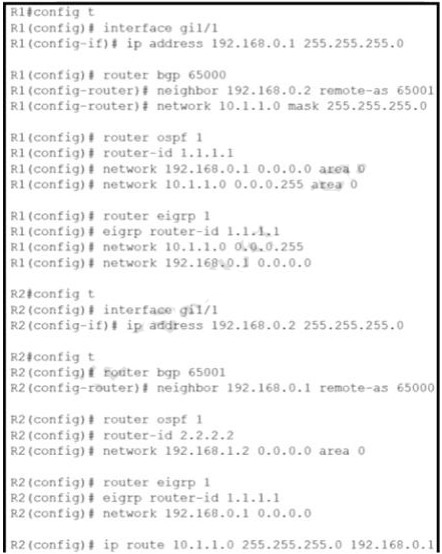 R1#config t
R1(config)# interface gi1/1
R1(config-if)# ip address 192.168.0.1 255.255.255.0
R1(config)# router bgp 65000
R1(config-router)# neighbor 192.168.0.2 remote-as 65001
R1(config-router)# network 10.1.1.0 mask 255.255.255.0
R1(config)# router ospf 1
R1(config)# router-id 1.1.1.1
R1(config)# network 192.168.0.1 0.0.0.0 area 0
R1(config)# network 10.1.1.0 0.0.0.255 area 0
R1(config)# router eigrp 1
R1(config)# eigrp router-id 1.1.1.1
R1(config)# network 10.1.1.0 0.0.0.255
R1(config)# network 192.168.0.1 0.0.0.0
R2#config t
R2(config)# interface gi1/1
R2(config-if)# ip address 192.168.0.2 255.255.255.0
R2#config t
R2(config)# router bgp 65001
R2(config-router)# neighbor 192.168.0.1 remote-as 65000
R2(config)# router ospf 1
R2(config)# router-id 2.2.2.2
R2(config)# network 192.168.1.2 0.0.0.0 area 0
R2(config)# router eigrp 1
R2(config)# eigrp router-id 1.1.1.1
R2(config)# network 192.168.0.1 0.0.0.0
R2(config)# ip route 10.1.1.0 255.255.255.0 192.168.0.1